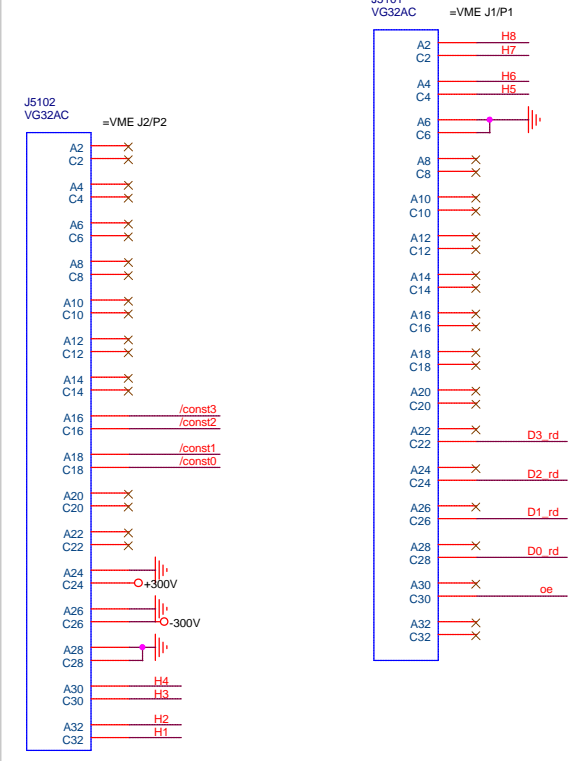 VG32AC
=VME J1/P1
A2
H8
C2
H7
A4
H6
C4
H5
A6
C6
A8
C8
A10
C10
A12
C12
A14
C14
A16
C16
A18
C18
A20
C20
A22
C22
D3_rd
A24
C24
D2_rd
A26
C26
D1_rd
A28
C28
D0_rd
A30
C30
oe
A32
C32
J5102
VG32AC
=VME J2/P2
A2
C2
A4
C4
A6
C6
A8
C8
A10
C10
A12
C12
A14
C14
A16
/const3
C16
/const2
A18
/const1
C18
/const0
A20
C20
A22
C22
A24
C24
+300V
A26
C26
-300V
A28
C28
A30
H4
C30
H3
A32
H2
C32
H1